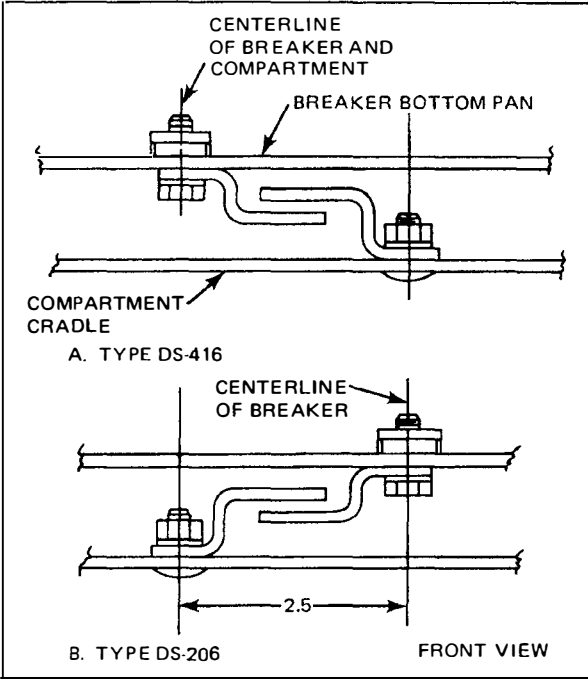 CENTERLINE
OF BREAKER AND
COMPARTMENT
BREAKER BOTTOM PAN
COMPARTMENT
CRADLE
A. TYPE DS-416
CENTERLINE
OF BREAKER
2.5
B. TYPE DS-206
FRONT VIEW